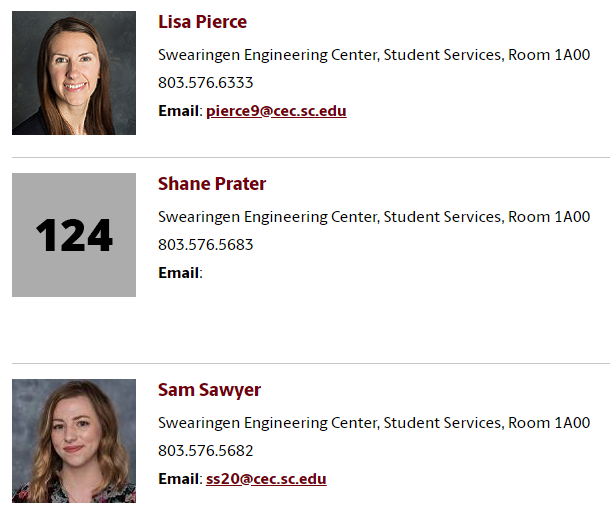 Lisa Pierce
Swearingen Engineering Center, Student Services, Room 1A00
803.576.6333
Email: pierce9@cec.sc.edu
124
Shane Prater
Swearingen Engineering Center, Student Services, Room 1A00
803.576.5683
Email:
Sam Sawyer
Swearingen Engineering Center, Student Services, Room 1A00
803.576.5682
Email: ss20@cec.sc.edu